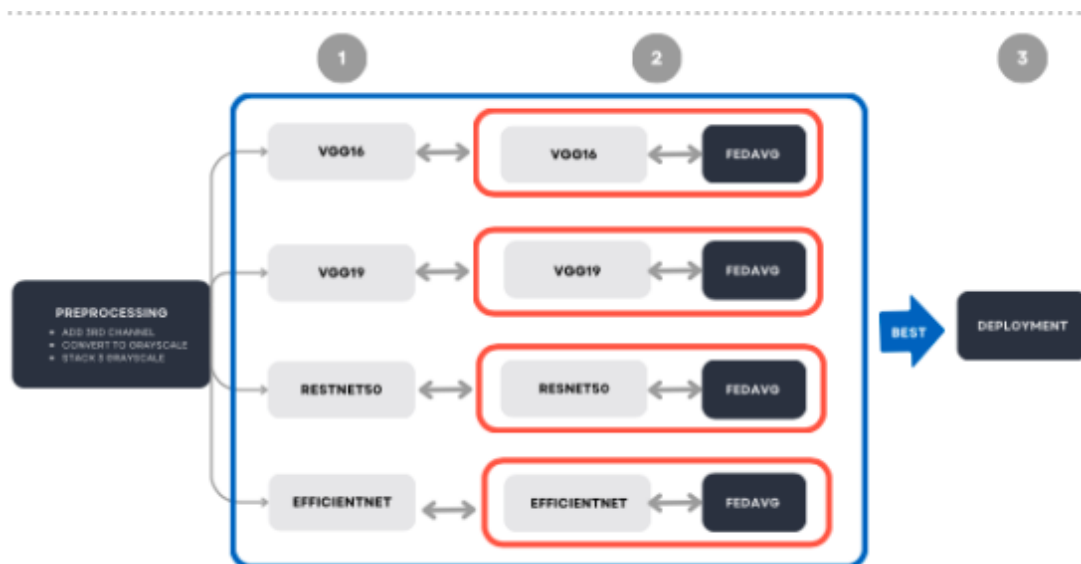 1
2
3
VGG16
VGG16
FEDAVG
VGG19
VGG19
FEDAVG
PREPROCESSING
ADD 3RD CHANNEL
CONVERT TO GRAYSCALE
STACK 3 GRAYSCALE
BEST
DEPLOYMENT
RESTNET50
RESNET50
FEDAVG
EFFICIENTNET
EFFICIENTNET
FEDAVG